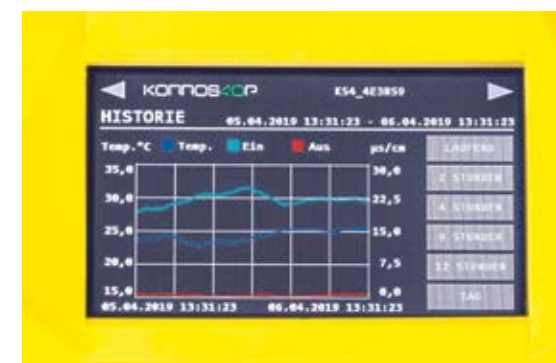 KONNOS40P KS4_4E3R59
HISTORIE 05.04.2019 13:31:23 - 06.04.2019 13:31:23
Temp.°C Temp. Ein Aus µs/cm
LAUFEND
35,0 30,0
2 STUNDEN
30,0 22,5
4 STUNDEN
25,0 15,0
STUNDEN
20,0 7,5
12 STUNDEN
15,0 0,0
TAG
05.04.2019 13:31:23 06.04.2019 13:31:23